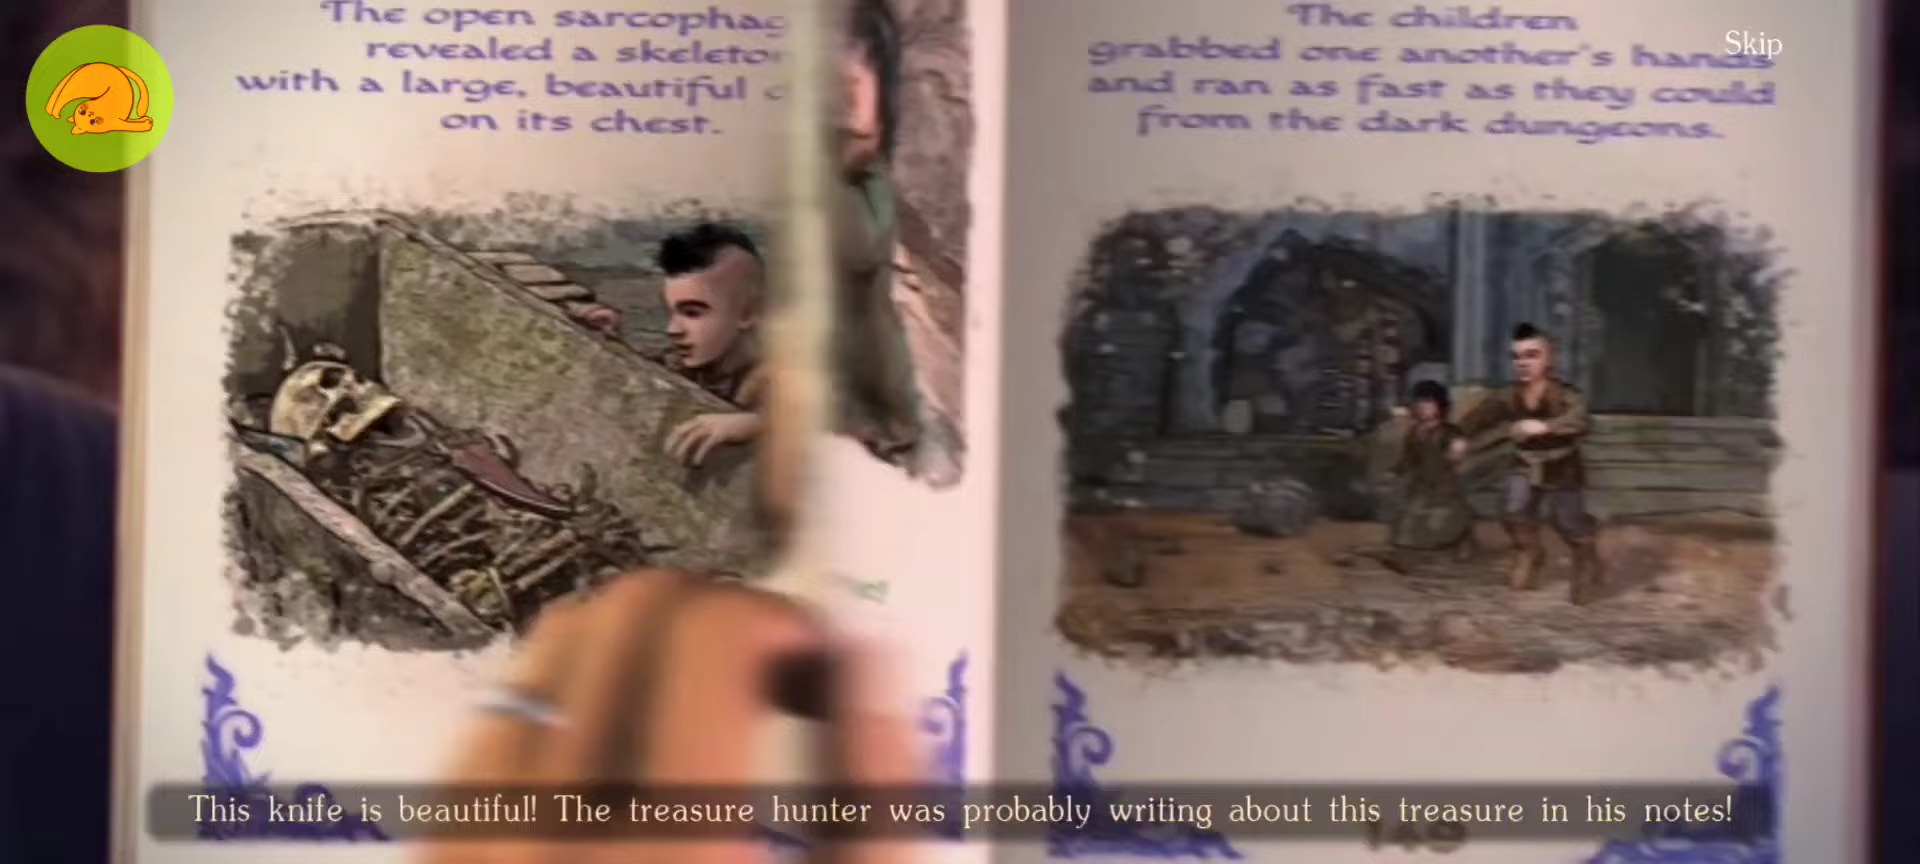 The open sarcophag
revealed a skeleto
with a large, beautiful
on its chest.
The children
grabbed one another's hands
and ran as fast as they could
from the dark dungeons.
Skip
This knife is beautiful! The treasure hunter was probably writing about this treasure in his notes!